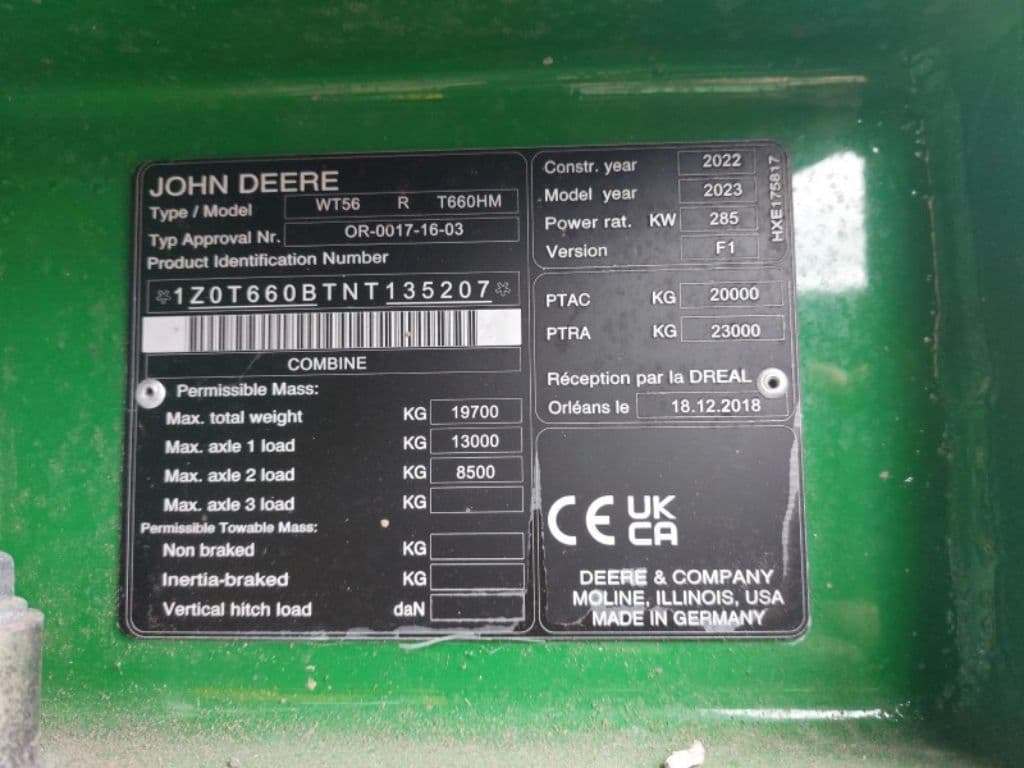 JOHN DEERE
Type / Model WT56 R T660HM
Typ Approval Nr. OR-0017-16-03
Product Identification Number
*1Z0T660BTNT135207*
COMBINE
Permissible Mass:
Max. total weight KG 19700
Max. axle 1 load KG 13000
Max. axle 2 load KG 8500
Max. axle 3 load KG
Permissible Towable Mass:
Non braked KG
Inertia-braked KG
Vertical hitch load daN
Constr. year 2022
Model year 2023
Power rat. KW 285
Version F1
HXE175817
PTAC KG 20000
PTRA KG 23000
Réception par la DREAL
Orléans le 18.12.2018
CE UK
CA
DEERE & COMPANY
MOLINE, ILLINOIS, USA
MADE IN GERMANY